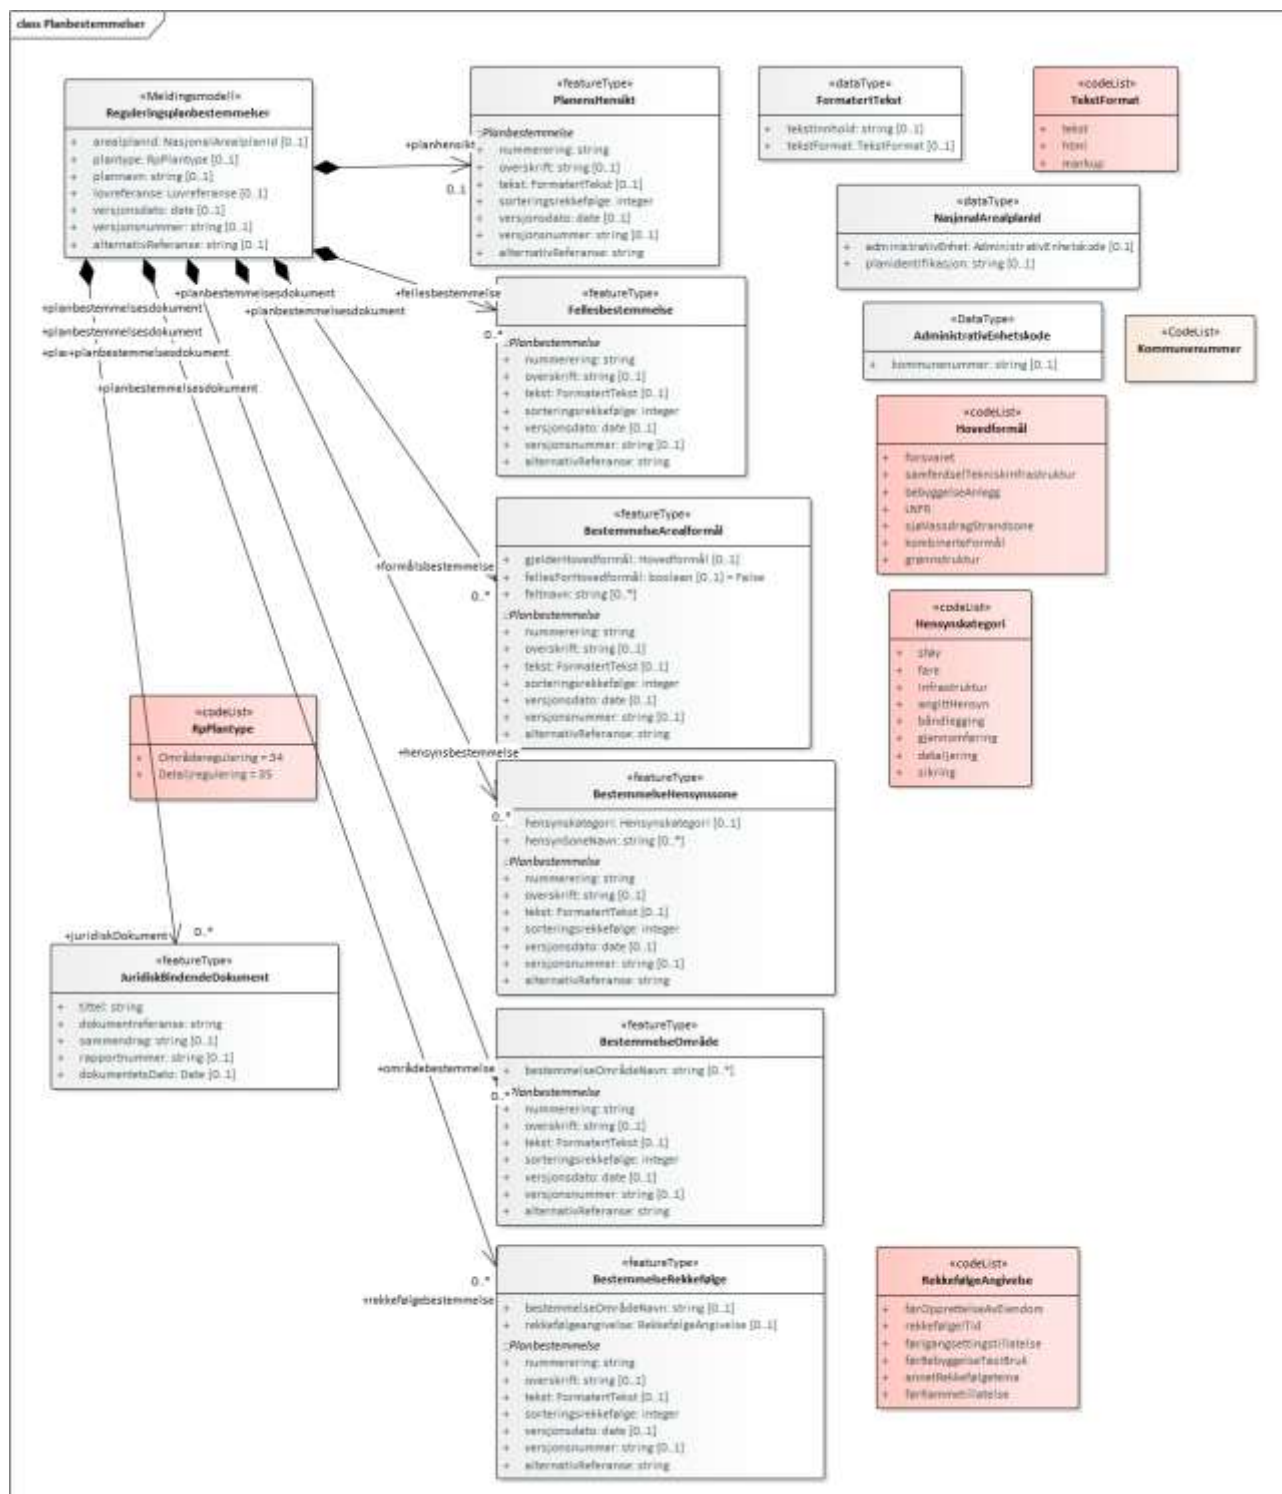 class Planbestemmelser
«Meldingsmodell»
Reguleringsplanbestemmelser
+ arealplanId: NasjonalArealplanId [0..1]
+ plantype: RpPlantype [0..1]
+ plannavn: string [0..1]
+ lovreferanse: Lovreferanse [0..1]
+ versjonsdato: date [0..1]
+ versjonsnummer: string [0..1]
+ alternativReferanse: string [0..1]
+planhensikt
0..1
«featureType»
PlanensHensikt
::Planbestemmelse
+ nummerering: string
+ overskrift: string [0..1]
+ tekst: FormatertTekst [0..1]
+ sorteringsrekkefølge: integer
+ versjonsdato: date [0..1]
+ versjonsnummer: string [0..1]
+ alternativReferanse: string
«dataType»
FormatertTekst
+ tekstInnhold: string [0..1]
+ tekstFormat: TekstFormat [0..1]
«codeList»
TekstFormat
+ tekst
+ html
+ markup
«dataType»
NasjonalArealplanId
+ administrativEnhet: AdministrativEnhetskode [0..1]
+ planidentifikasjon: string [0..1]
«DataType»
AdministrativEnhetskode
+ kommunenummer: string [0..1]
«CodeList»
Kommunenummer
+planbestemmelsesdokument
+planbestemmelsesdokument
+planbestemmelsesdokument
+planbestemmelsesdokument
+pla+planbestemmelsesdokument
+planbestemmelsesdokument
+fellesbestemmelse
0..*
«featureType»
Fellesbestemmelse
::Planbestemmelse
+ nummerering: string
+ overskrift: string [0..1]
+ tekst: FormatertTekst [0..1]
+ sorteringsrekkefølge: integer
+ versjonsdato: date [0..1]
+ versjonsnummer: string [0..1]
+ alternativReferanse: string
«codeList»
Hovedformål
+ forsvaret
+ samferdselTekniskInfrastruktur
+ bebyggelseAnlegg
+ LNFR
+ sjøVassdragStrandsone
+ kombinerteFormål
+ grønnstruktur
+formålsbestemmelse
0..*
«featureType»
BestemmelseArealformål
+ gjelderHovedformål: Hovedformål [0..1]
+ fellesForHovedformål: boolean [0..1] = False
+ feltnavn: string [0..*]
::Planbestemmelse
+ nummerering: string
+ overskrift: string [0..1]
+ tekst: FormatertTekst [0..1]
+ sorteringsrekkefølge: integer
+ versjonsdato: date [0..1]
+ versjonsnummer: string [0..1]
+ alternativReferanse: string
«codeList»
Hensynskategori
+ støy
+ fare
+ infrastruktur
+ angittHensyn
+ båndlegging
+ gjennomføring
+ detaljering
+ sikring
«codeList»
RpPlantype
+ Områderegulering = 34
+ Detaljregulering = 35
+hensynsbestemmelse
0..*
«featureType»
BestemmelseHensynssone
hensynskategori: Hensynskategori [0..1]
+ hensynSoneNavn: string [0..*]
::Planbestemmelse
+ nummerering: string
+ overskrift: string [0..1]
+ tekst: FormatertTekst [0..1]
+ sorteringsrekkefølge: integer
+ versjonsdato: date [0..1]
+ versjonsnummer: string [0..1]
+ alternativReferanse: string
+juridiskDokument
0..*
«featureType»
JuridiskBindendeDokument
+ tittel: string
+ dokumentreferanse: string
+ sammendrag: string [0..1]
+ rapportnummer: string [0..1]
+ dokumentetsDato: Date [0..1]
+områdebestemmelse
0..*
«featureType»
BestemmelseOmråde
+ bestemmelseOmrådeNavn: string [0..*]
Planbestemmelse
+ nummerering: string
+ overskrift: string [0..1]
+ tekst: FormatertTekst [0..1]
+ sorteringsrekkefølge: integer
+ versjonsdato: date [0..1]
+ versjonsnummer: string [0..1]
+ alternativReferanse: string
0..*
+rekkefølgebestemmelse
«featureType»
BestemmelseRekkefølge
+ bestemmelseOmrådeNavn: string [0..1]
+ rekkefølgeangivelse: RekkefølgeAngivelse [0..1]
::Planbestemmelse
+ nummerering: string
+ overskrift: string [0..1]
+ tekst: FormatertTekst [0..1]
+ sorteringsrekkefølge: integer
+ versjonsdato: date [0..1]
+ versjonsnummer: string [0..1]
+ alternativReferanse: string
«codeList»
RekkefølgeAngivelse
+ førOpprettelseAvEiendom
+ rekkefølgeITid
+ førIgangsettingstillatelse
+ førBebyggelseTasIBruk
+ annetRekkefølgetema
+ førRammetillatelse